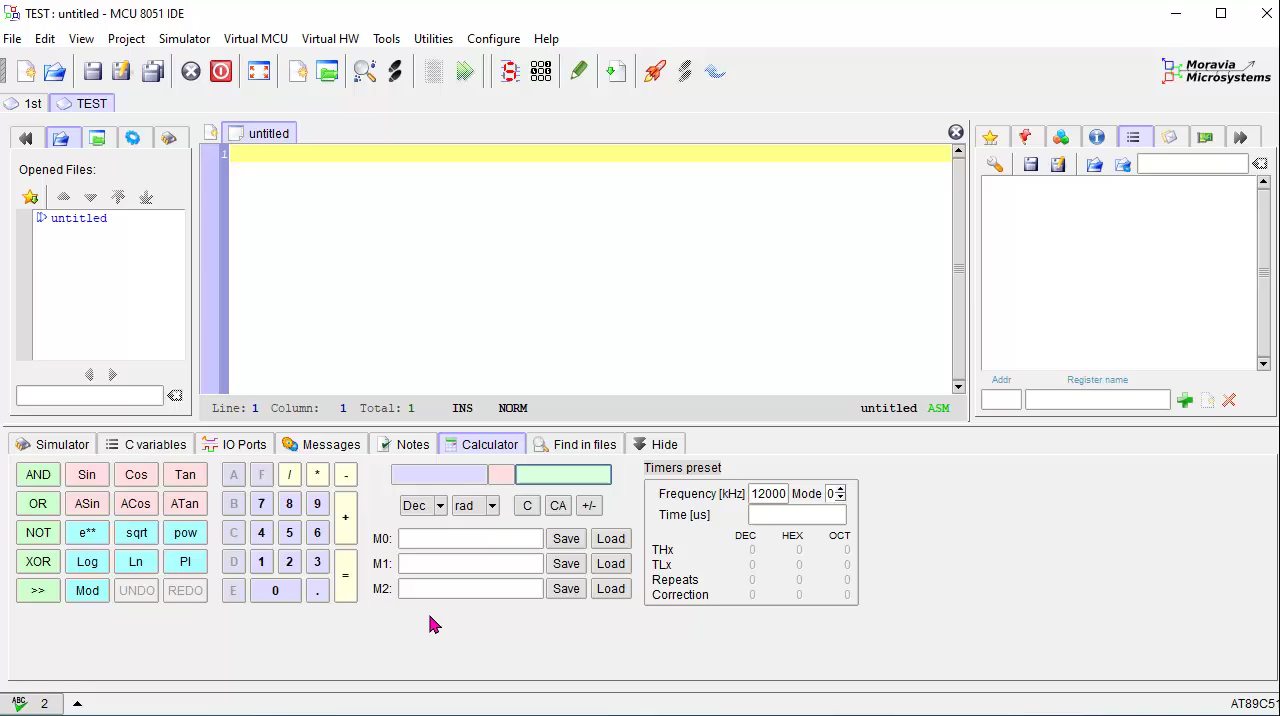 TEST : untitled - MCU 8051 IDE
File Edit View Project Simulator Virtual MCU Virtual HW Tools Utilities Configure Help
Moravia
Microsystems
1st TEST
untitled
Opened Files:
untitled
1
Addr Register name
Line: 1 Column: 1 Total: 1 INS NORM untitled ASM
Simulator C variables IO Ports Messages Notes Calculator Find in files Hide
AND Sin Cos Tan A F / * -
OR ASin ACos ATan B 7 8 9 +
NOT e** sqrt pow C 4 5 6
XOR Log Ln PI D 1 2 3 =
>> Mod UNDO REDO E 0 .
Dec rad C CA +/-
M0: Save Load
M1: Save Load
M2: Save Load
Timers preset
Frequency [kHz] 12000 Mode 0
Time [us]
DEC HEX OCT
THx 0 0 0
TLx 0 0 0
Repeats 0 0 0
Correction 0 0 0
ABC 2 AT89C51